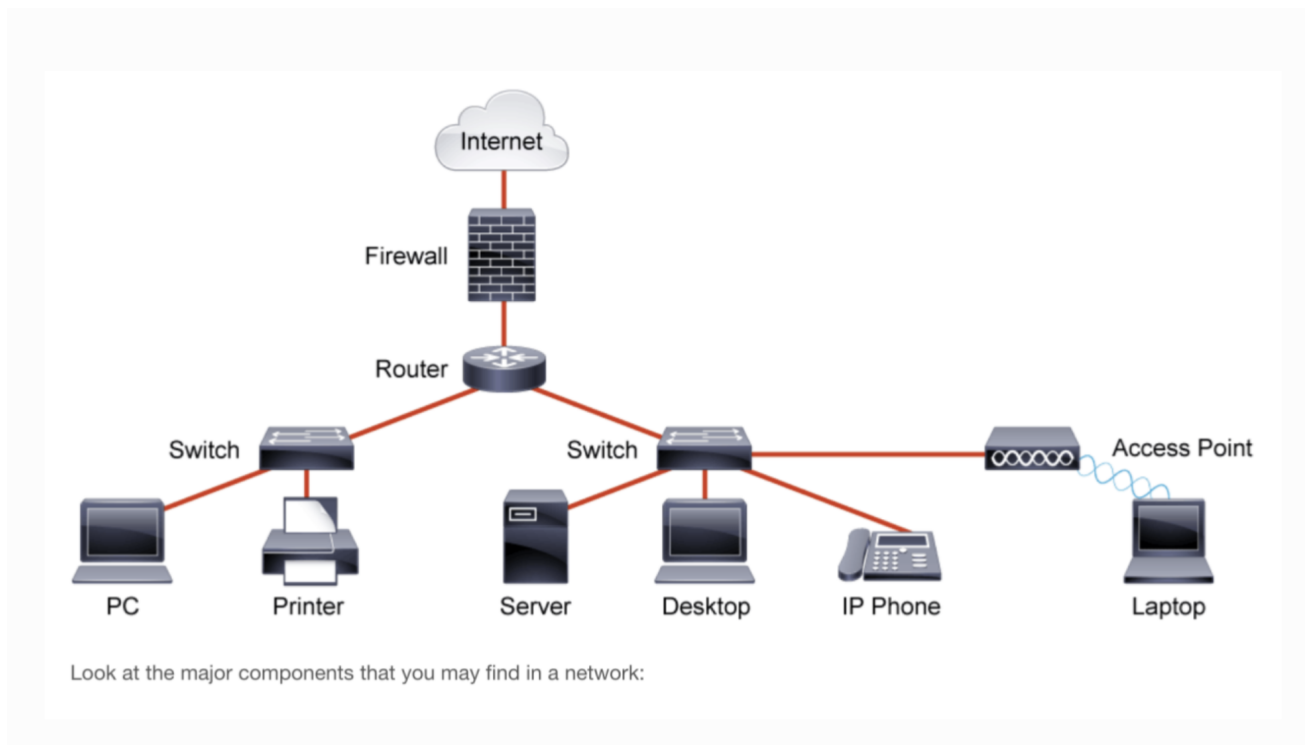 Internet
Firewall
Router
Switch
Switch
Access Point
PC
Printer
Server
Desktop
IP Phone
Laptop
Look at the major components that you may find in a network: